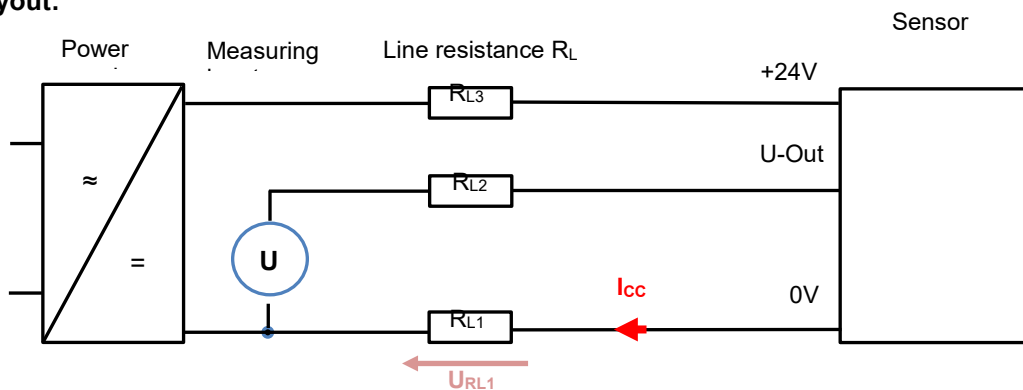 Sensor
Power
Measuring
Line resistance RL
+24V
RL3
U-Out
RL2
≈
=
U
ICC
0V
RL1
URL1